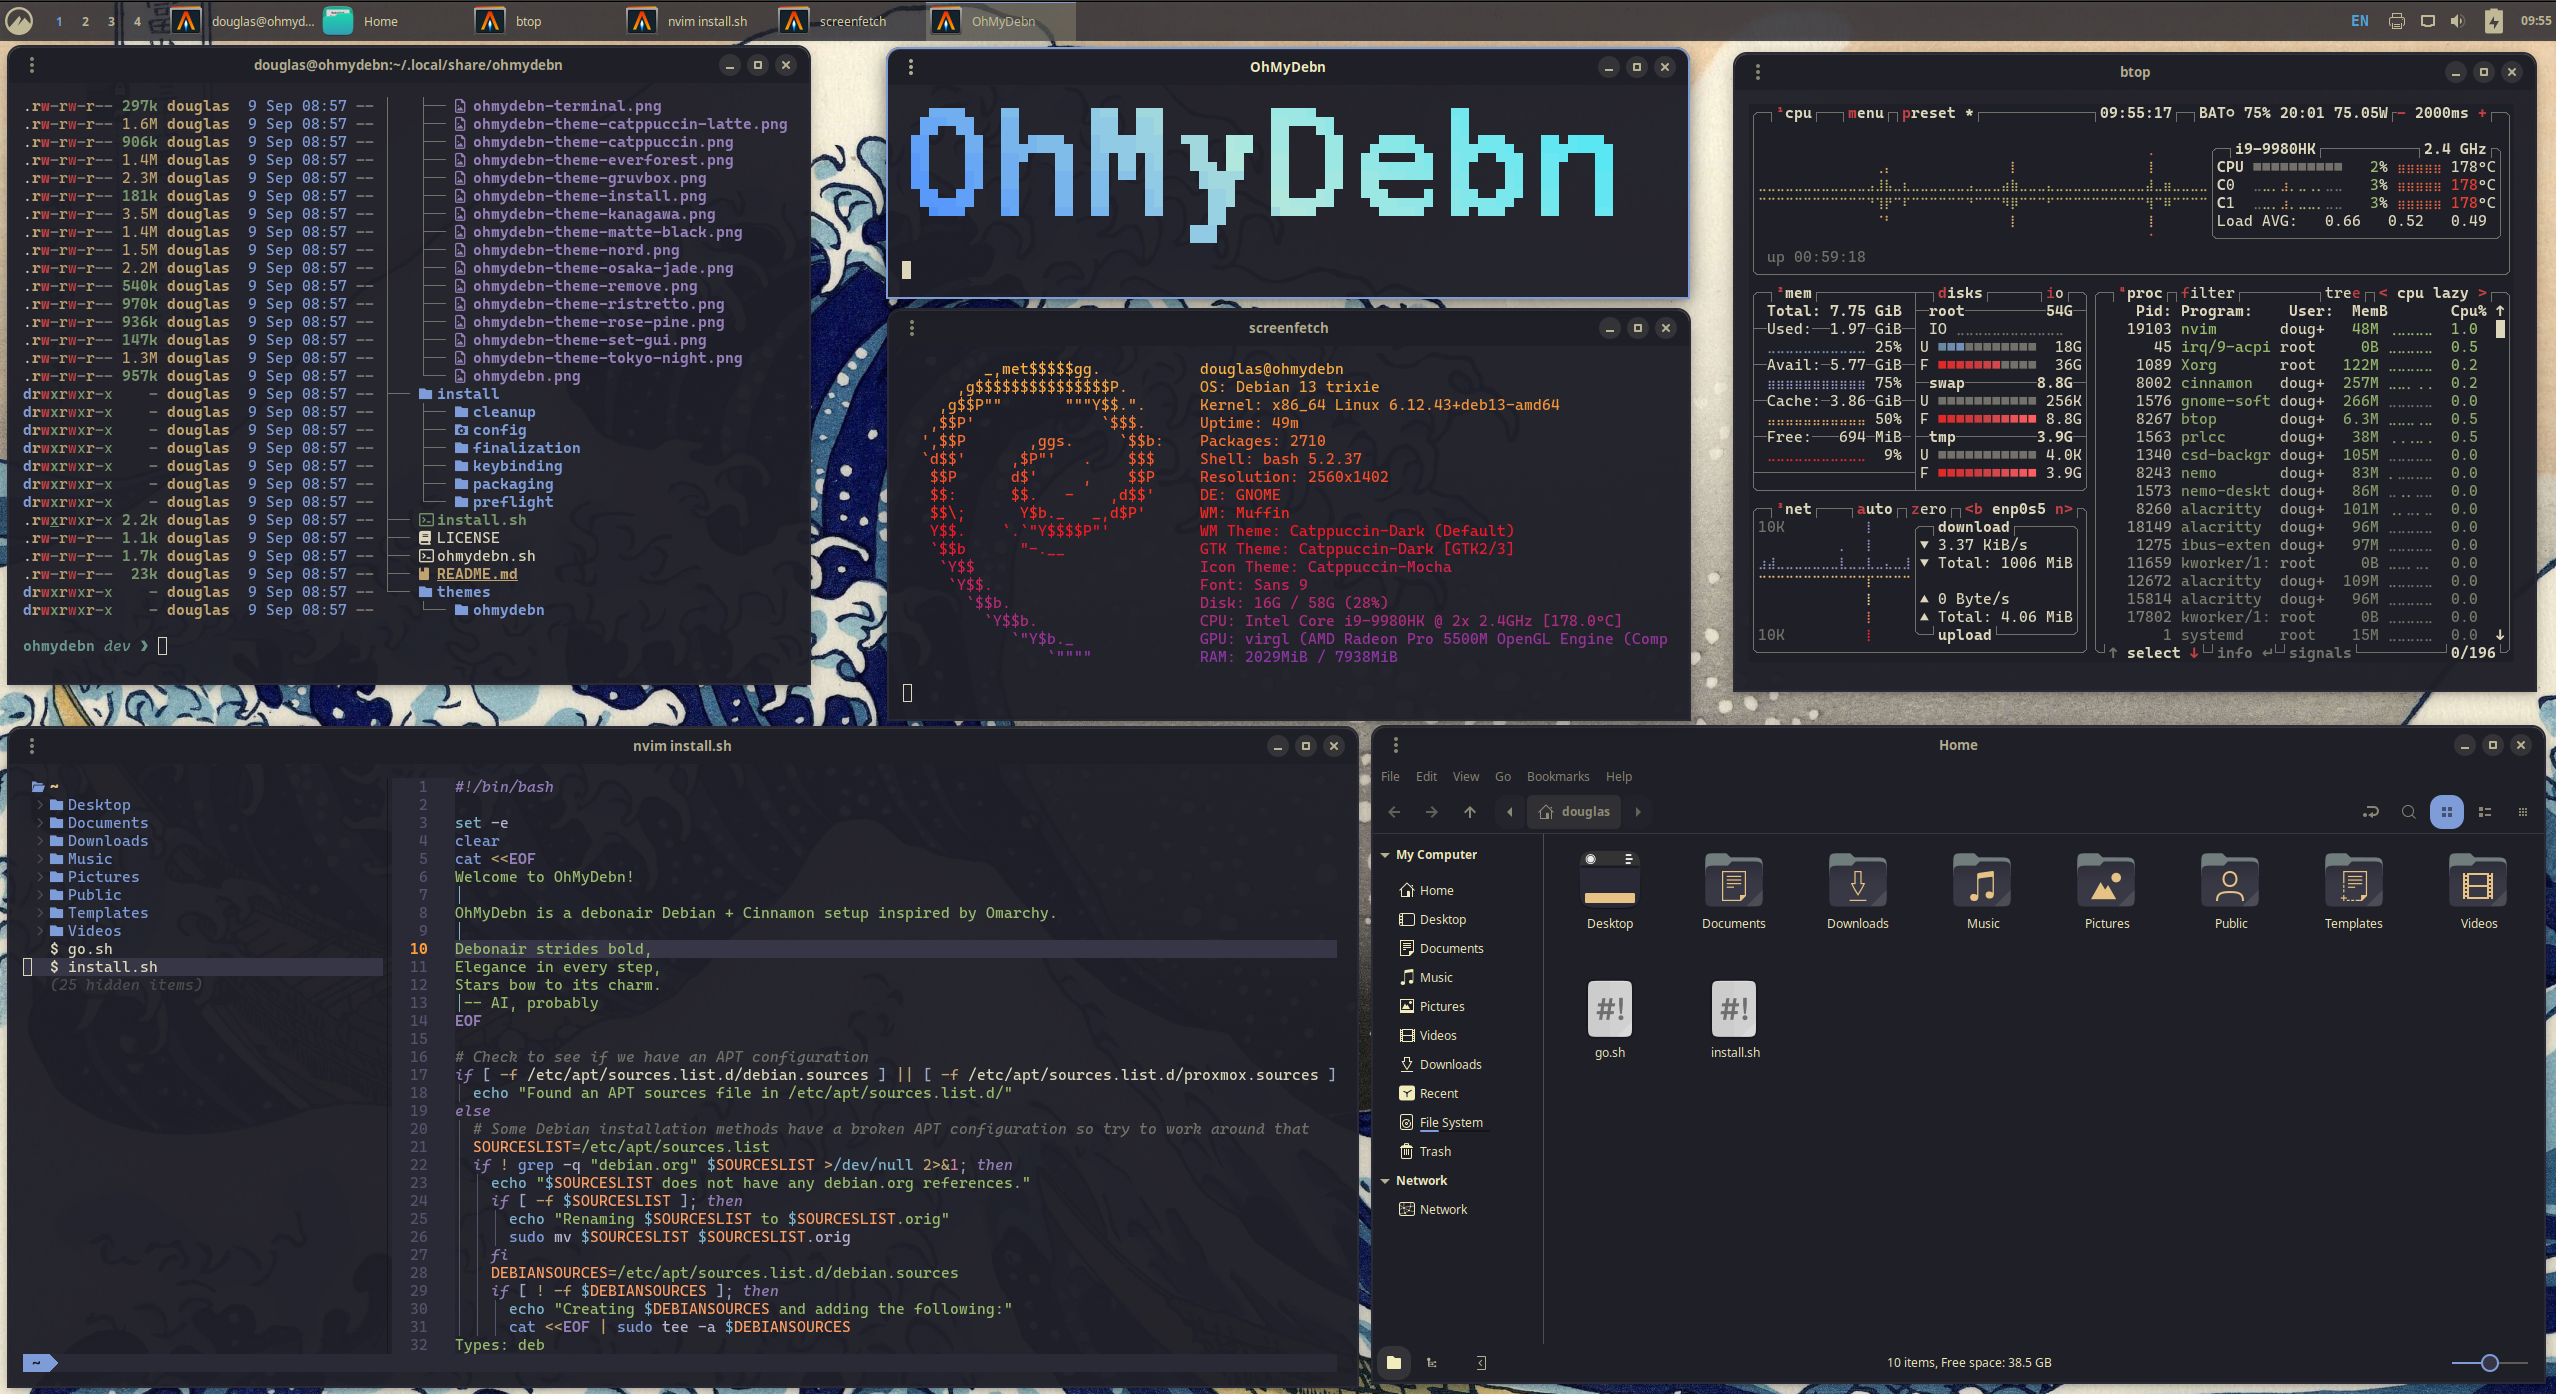 1 2 3 4 douglas@ohmyd... Home btop nvim install.sh screenfetch OhMyDebn EN 09:55
douglas@ohmydebn:~/.local/share/ohmydebn
.rw-rw-r-- 297k douglas 9 Sep 08:57 -- ohmydebn-terminal.png
.rw-rw-r-- 1.6M douglas 9 Sep 08:57 -- ohmydebn-theme-catppuccin-latte.png
.rw-rw-r-- 906k douglas 9 Sep 08:57 -- ohmydebn-theme-catppuccin.png
.rw-rw-r-- 1.4M douglas 9 Sep 08:57 -- ohmydebn-theme-everforest.png
.rw-rw-r-- 2.3M douglas 9 Sep 08:57 -- ohmydebn-theme-gruvbox.png
.rw-rw-r-- 181k douglas 9 Sep 08:57 -- ohmydebn-theme-install.png
.rw-rw-r-- 3.5M douglas 9 Sep 08:57 -- ohmydebn-theme-kanagawa.png
.rw-rw-r-- 1.4M douglas 9 Sep 08:57 -- ohmydebn-theme-matte-black.png
.rw-rw-r-- 1.5M douglas 9 Sep 08:57 -- ohmydebn-theme-nord.png
.rw-rw-r-- 2.2M douglas 9 Sep 08:57 -- ohmydebn-theme-osaka-jade.png
.rw-rw-r-- 540k douglas 9 Sep 08:57 -- ohmydebn-theme-remove.png
.rw-rw-r-- 970k douglas 9 Sep 08:57 -- ohmydebn-theme-ristretto.png
.rw-rw-r-- 936k douglas 9 Sep 08:57 -- ohmydebn-theme-rose-pine.png
.rw-rw-r-- 147k douglas 9 Sep 08:57 -- ohmydebn-theme-set-gui.png
.rw-rw-r-- 1.3M douglas 9 Sep 08:57 -- ohmydebn-theme-tokyo-night.png
.rw-rw-r-- 957k douglas 9 Sep 08:57 -- ohmydebn.png
drwxrwxr-x - douglas 9 Sep 08:57 -- install
drwxrwxr-x - douglas 9 Sep 08:57 -- cleanup
drwxrwxr-x - douglas 9 Sep 08:57 -- config
drwxrwxr-x - douglas 9 Sep 08:57 -- finalization
drwxrwxr-x - douglas 9 Sep 08:57 -- keybinding
drwxrwxr-x - douglas 9 Sep 08:57 -- packaging
drwxrwxr-x - douglas 9 Sep 08:57 -- preflight
.rwxrwxr-x 2.2k douglas 9 Sep 08:57 -- install.sh
.rw-rw-r-- 1.1k douglas 9 Sep 08:57 -- LICENSE
.rw-rw-r-- 1.7k douglas 9 Sep 08:57 -- ohmydebn.sh
.rw-rw-r-- 23k douglas 9 Sep 08:57 -- README.md
drwxrwxr-x - douglas 9 Sep 08:57 -- themes
drwxrwxr-x - douglas 9 Sep 08:57 -- ohmydebn
ohmydebn dev ❯
OhMyDebn
OhMyDebn
screenfetch
_,met$$$$$gg.
,g$$$$$$$$$$$$$$$P.
,g$$P"" """Y$$.".
,$$P' `$$$.
',$$P ,ggs. `$$b:
`d$$' ,$P"' . $$$
$$P d$' , $$P
$$: $$. - ,d$$'
$$\; Y$b._ _,d$P'
Y$$. `.`"Y$$$$P"'
`$$b "-.__
`Y$$
`Y$$.
`$$b.
`Y$$b.
`"Y$b._
`""""
douglas@ohmydebn
OS: Debian 13 trixie
Kernel: x86_64 Linux 6.12.43+deb13-amd64
Uptime: 49m
Packages: 2710
Shell: bash 5.2.37
Resolution: 2560x1402
DE: GNOME
WM: Muffin
WM Theme: Catppuccin-Dark (Default)
GTK Theme: Catppuccin-Dark [GTK2/3]
Icon Theme: Catppuccin-Mocha
Font: Sans 9
Disk: 16G / 58G (28%)
CPU: Intel Core i9-9980HK @ 2x 2.4GHz [178.0°C]
GPU: virgl (AMD Radeon Pro 5500M OpenGL Engine (Comp
RAM: 2029MiB / 7938MiB
btop
¹cpu menu preset * 09:55:17 BAT 75% 20:01 75.05W - 2000ms +
i9-9980HK 2.4 GHz
CPU 2% 178°C
C0 3% 178°C
C1 3% 178°C
Load AVG: 0.66 0.52 0.49
up 00:59:18
²mem
Total: 7.75 GiB
Used: 1.97 GiB
25%
Avail: 5.77 GiB
75%
Cache: 3.86 GiB
50%
Free: 694 MiB
9%
disks io
root 54G
IO
U 18G
F 36G
swap 8.8G
U 256K
F 8.8G
tmp 3.9G
U 4.0K
F 3.9G
³net auto zero <b enp0s5 n>
10K
download
▼ 3.37 KiB/s
▼ Total: 1006 MiB
▲ 0 Byte/s
▲ Total: 4.06 MiB
10K
upload
⁴proc filter tree < cpu lazy >
Pid: Program: User: MemB Cpu% ↑
19103 nvim doug+ 48M 1.0
45 irq/9-acpi root 0B 0.5
1089 Xorg root 122M 0.2
8002 cinnamon doug+ 257M 0.2
1576 gnome-soft doug+ 266M 0.0
8267 btop doug+ 6.3M 0.5
1563 prlcc doug+ 38M 0.5
1340 csd-backgr doug+ 105M 0.0
8243 nemo doug+ 83M 0.0
1573 nemo-deskt doug+ 86M 0.0
8260 alacritty doug+ 101M 0.0
18149 alacritty doug+ 96M 0.0
1275 ibus-exten doug+ 97M 0.0
11659 kworker/1: root 0B 0.0
12672 alacritty doug+ 109M 0.0
15814 alacritty doug+ 96M 0.0
17802 kworker/1: root 0B 0.0
1 systemd root 15M 0.0 ↓
↑ select ↓ info ↵ signals 0/196
nvim install.sh
~
Desktop
Documents
Downloads
Music
Pictures
Public
Templates
Videos
$ go.sh
$ install.sh
(25 hidden items)
1 #!/bin/bash
2
3 set -e
4 clear
5 cat <<EOF
6 Welcome to OhMyDebn!
7
8 OhMyDebn is a debonair Debian + Cinnamon setup inspired by Omarchy.
9
10 Debonair strides bold,
11 Elegance in every step,
12 Stars bow to its charm.
13 -- AI, probably
14 EOF
15
16 # Check to see if we have an APT configuration
17 if [ -f /etc/apt/sources.list.d/debian.sources ] || [ -f /etc/apt/sources.list.d/proxmox.sources ]
18 echo "Found an APT sources file in /etc/apt/sources.list.d/"
19 else
20 # Some Debian installation methods have a broken APT configuration so try to work around that
21 SOURCESLIST=/etc/apt/sources.list
22 if ! grep -q "debian.org" $SOURCESLIST >/dev/null 2>&1; then
23 echo "$SOURCESLIST does not have any debian.org references."
24 if [ -f $SOURCESLIST ]; then
25 echo "Renaming $SOURCESLIST to $SOURCESLIST.orig"
26 sudo mv $SOURCESLIST $SOURCESLIST.orig
27 fi
28 DEBIANSOURCES=/etc/apt/sources.list.d/debian.sources
29 if [ ! -f $DEBIANSOURCES ]; then
30 echo "Creating $DEBIANSOURCES and adding the following:"
31 cat <<EOF | sudo tee -a $DEBIANSOURCES
32 Types: deb
~
Home
File Edit View Go Bookmarks Help
douglas
My Computer
Home
Desktop
Documents
Music
Pictures
Videos
Downloads
Recent
File System
Trash
Network
Network
Desktop Documents Downloads Music Pictures Public Templates Videos
#! #!
go.sh install.sh
10 items, Free space: 38.5 GB